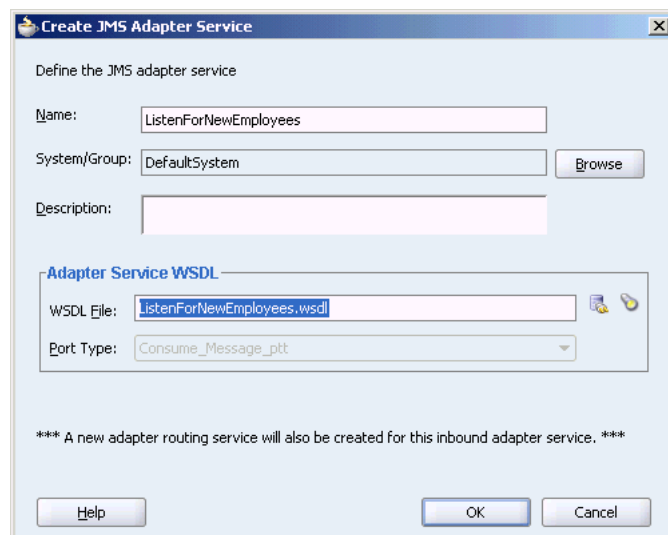 Create JMS Adapter Service
Define the JMS adapter service
Name: ListenForNewEmployees
System/Group: DefaultSystem Browse
Description:
Adapter Service WSDL
WSDL File: ListenForNewEmployees.wsdl
Port Type: Consume_Message_ptt
*** A new adapter routing service will also be created for this inbound adapter service. ***
Help OK Cancel